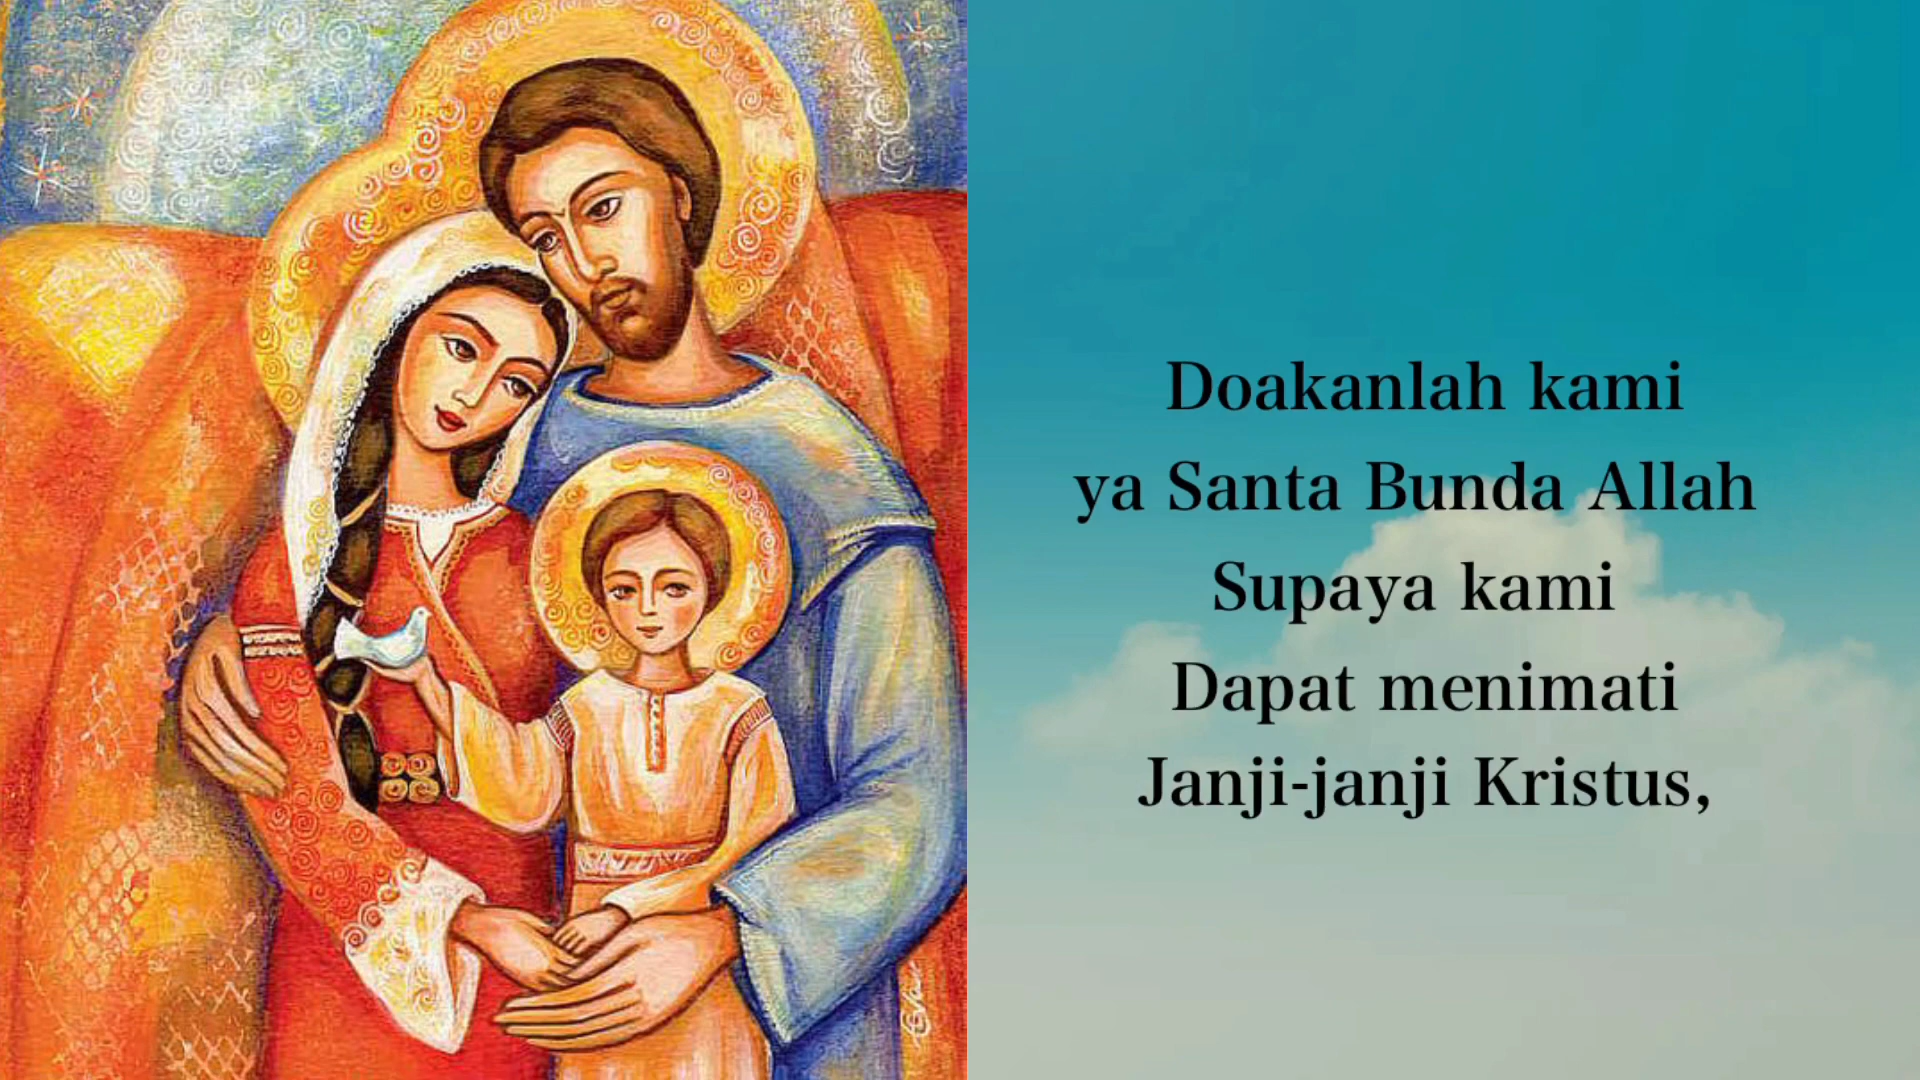 Doakanlah kami
ya Santa Bunda Allah
Supaya kami
Dapat menimati
Janji-janji Kristus,